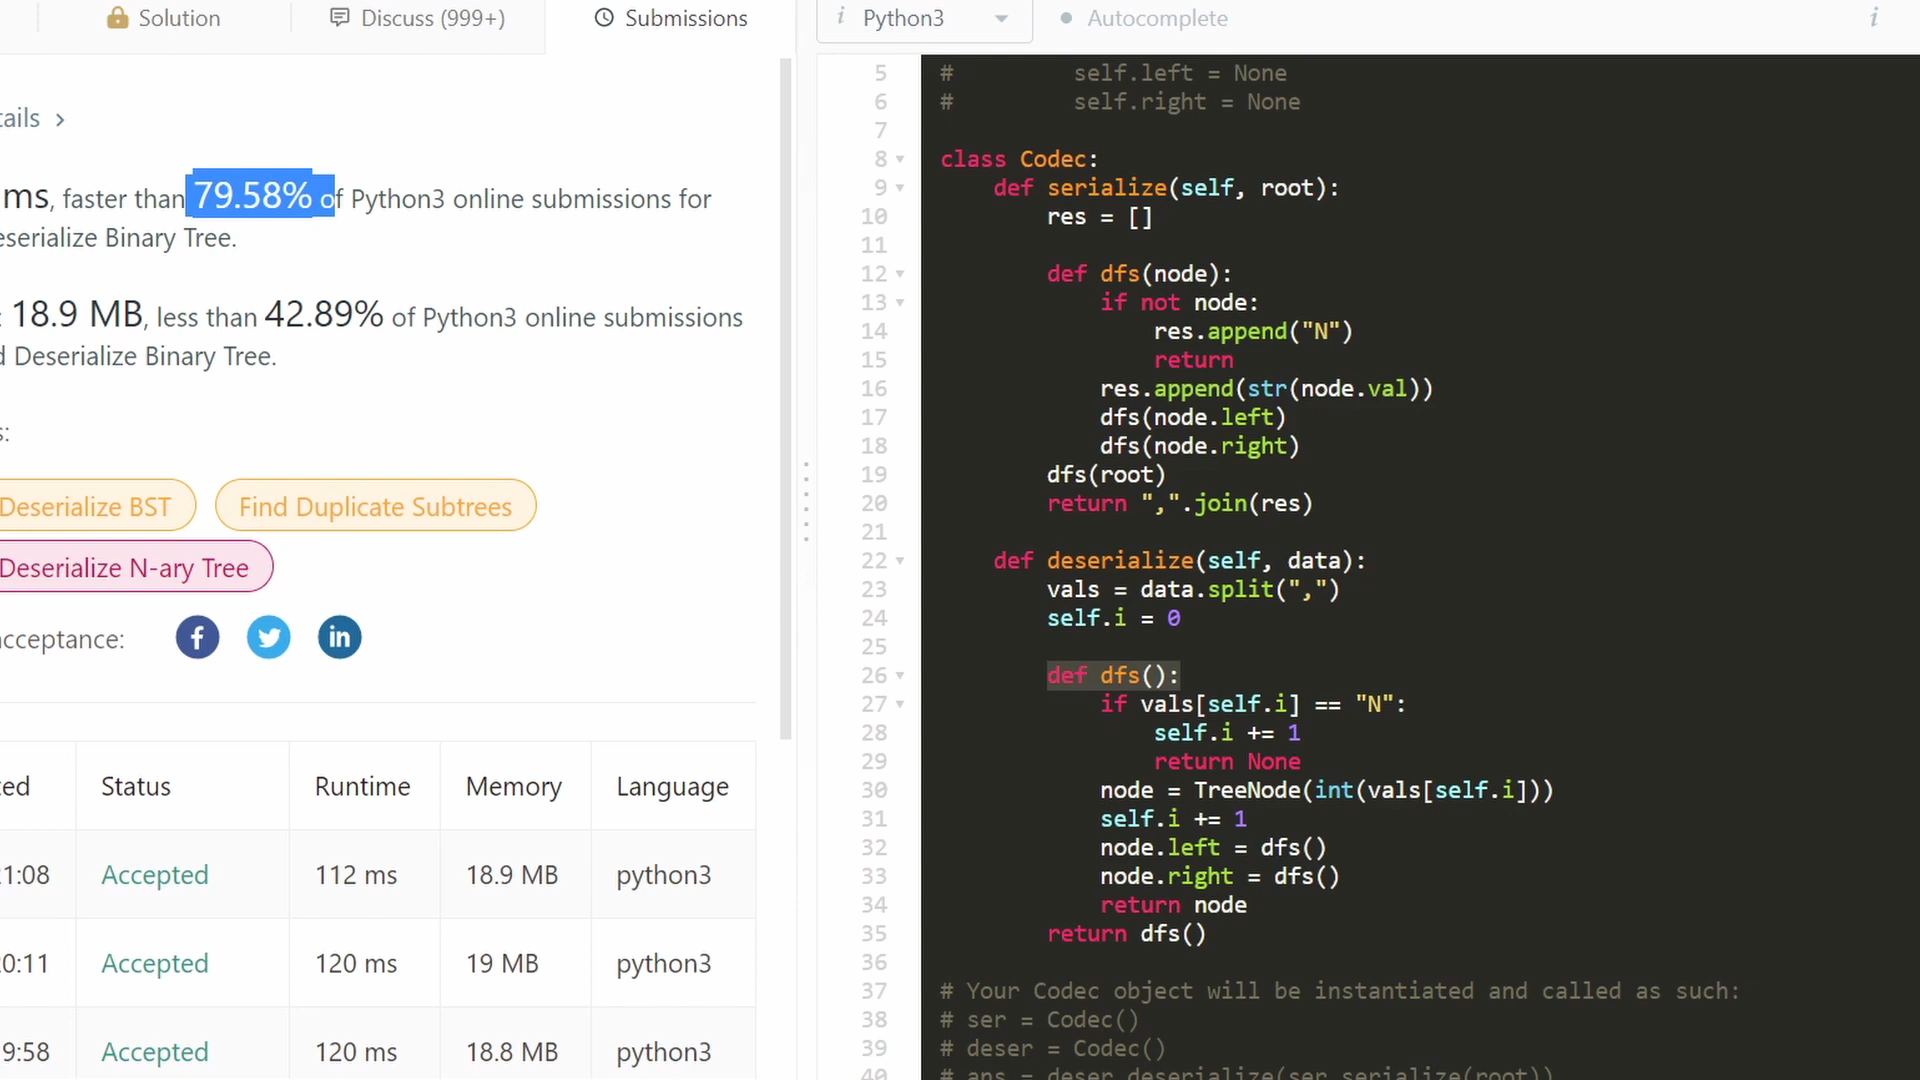 Solution
Discuss (999+)
Submissions
i
Python3
Autocomplete
i
tails
ms, faster than 79.58% of Python3 online submissions for
eserialize Binary Tree.
: 18.9 MB, less than 42.89% of Python3 online submissions
d Deserialize Binary Tree.
s:
Deserialize BST
Find Duplicate Subtrees
Deserialize N-ary Tree
acceptance:
ed Status Runtime Memory Language
1:08 Accepted 112 ms 18.9 MB python3
0:11 Accepted 120 ms 19 MB python3
9:58 Accepted 120 ms 18.8 MB python3
5 #         self.left = None
6 #         self.right = None
7
8 class Codec:
9     def serialize(self, root):
10         res = []
11
12         def dfs(node):
13             if not node:
14                 res.append("N")
15                 return
16             res.append(str(node.val))
17             dfs(node.left)
18             dfs(node.right)
19         dfs(root)
20         return ",".join(res)
21
22     def deserialize(self, data):
23         vals = data.split(",")
24         self.i = 0
25
26         def dfs():
27             if vals[self.i] == "N":
28                 self.i += 1
29                 return None
30             node = TreeNode(int(vals[self.i]))
31             self.i += 1
32             node.left = dfs()
33             node.right = dfs()
34             return node
35         return dfs()
36
37 # Your Codec object will be instantiated and called as such:
38 # ser = Codec()
39 # deser = Codec()
40 # ans = deser.deserialize(ser.serialize(root))